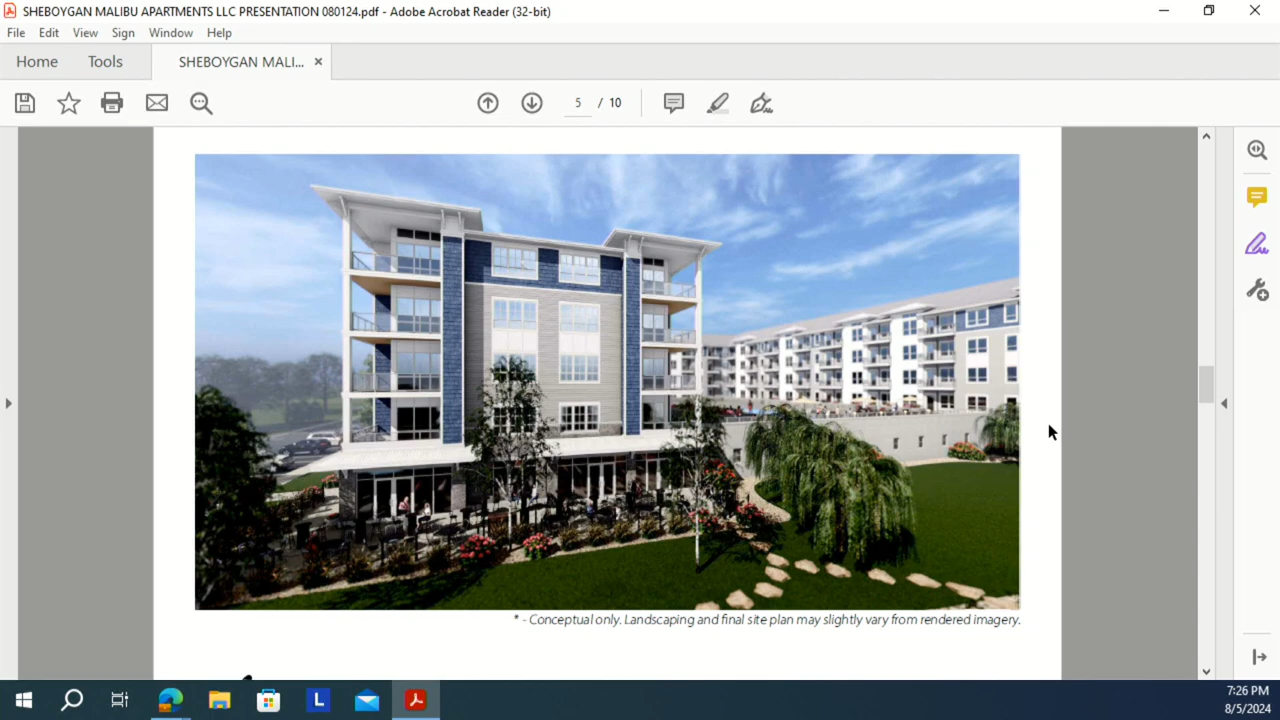 SHEBOYGAN MALIBU APARTMENTS LLC PRESENTATION 080124.pdf - Adobe Acrobat Reader (32-bit)
File Edit View Sign Window Help
Home Tools SHEBOYGAN MALI...
5 / 10
* - Conceptual only. Landscaping and final site plan may slightly vary from rendered imagery.
L
7:26 PM
8/5/2024